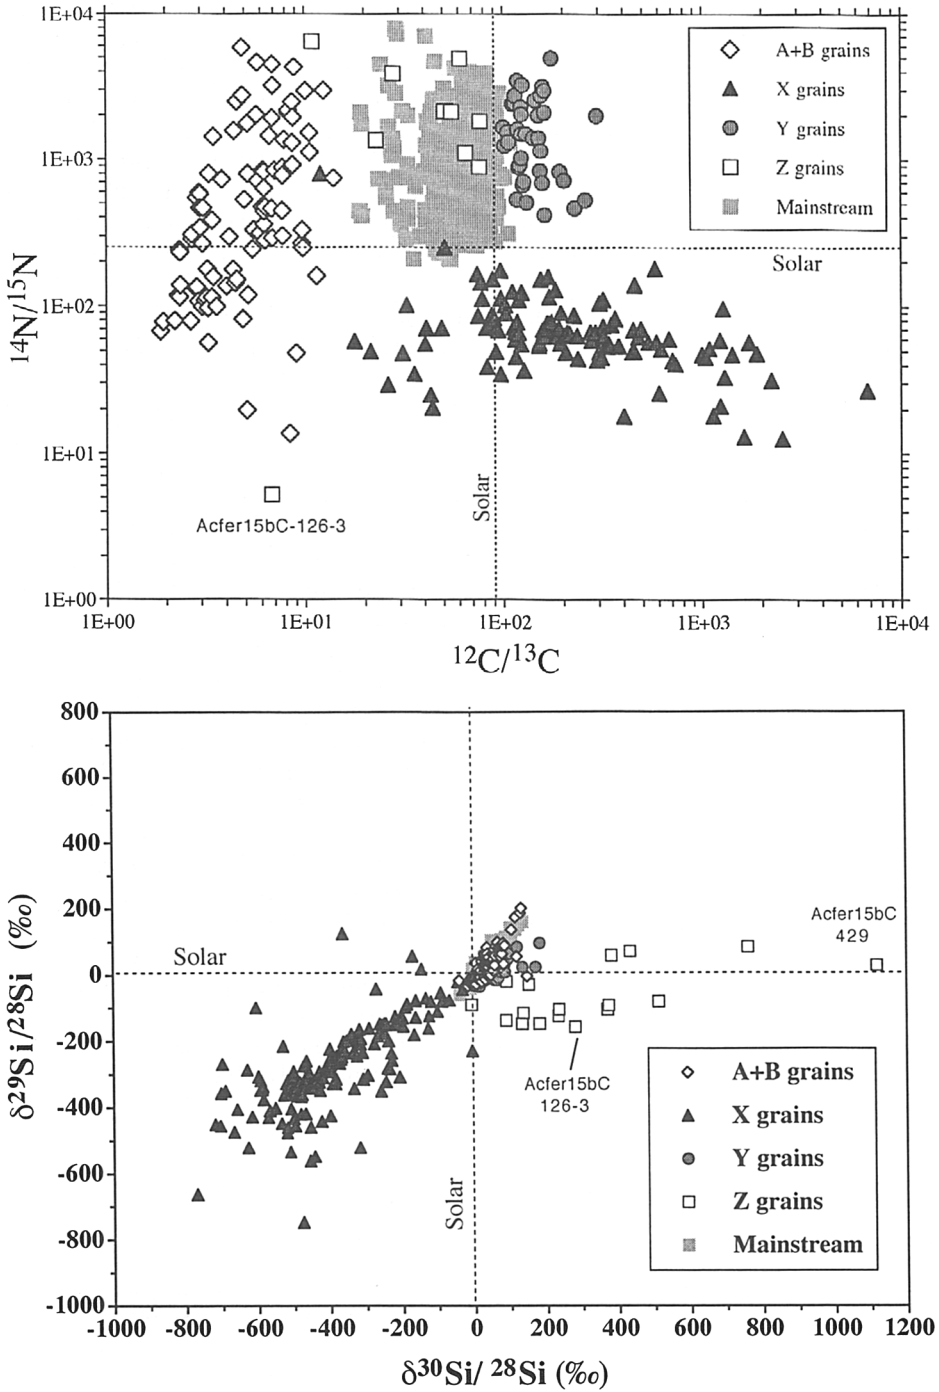 1E+04
A+B grains
X grains
Y grains
Z grains
Mainstream
1E+03
Solar
14N/15N
1E+02
1E+01
Solar
Acfer15bC-126-3
1E+00
1E+00 1E+01 1E+02 1E+03 1E+04
12C/13C
800
600
400
200
Acfer15bC
429
Solar
0
δ29Si/28Si (‰)
-200
Acfer15bC
126-3
A+B grains
X grains
Y grains
Z grains
Mainstream
-400
-600
Solar
-800
-1000
-1000 -800 -600 -400 -200 0 200 400 600 800 1000 1200
δ30Si/ 28Si (‰)